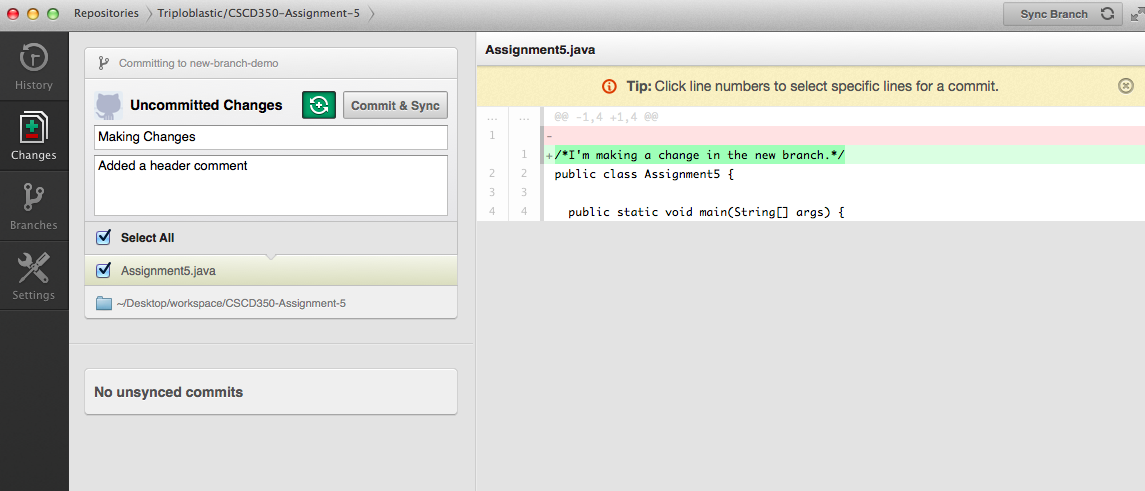 Repositories Triploblastic/CSCD350-Assignment-5 Sync Branch
History
Changes
Branches
Settings
Committing to new-branch-demo
Uncommitted Changes Commit & Sync
Making Changes
Added a header comment
Select All
Assignment5.java
~/Desktop/workspace/CSCD350-Assignment-5
No unsynced commits
Assignment5.java
Tip: Click line numbers to select specific lines for a commit.
... ... @@ -1,4 +1,4 @@
1 -
1 +/*I'm making a change in the new branch.*/
2 2 public class Assignment5 {
3 3
4 4 public static void main(String[] args) {